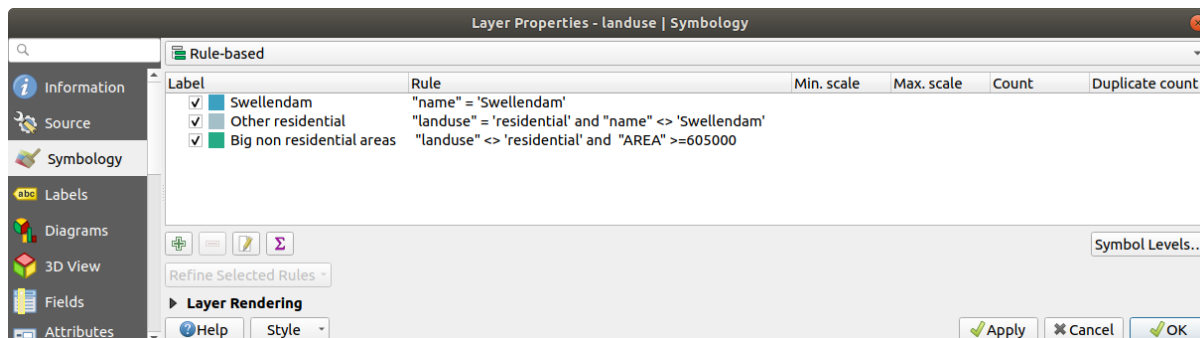 Layer Properties - landuse | Symbology
Information
Source
Symbology
abc Labels
Diagrams
3D View
Fields
Attributes
Rule-based
Label Rule Min. scale Max. scale Count Duplicate count
Swellendam "name" = 'Swellendam'
Other residential "landuse" = 'residential' and "name" <> 'Swellendam'
Big non residential areas "landuse" <> 'residential' and "AREA" >=605000
Σ
Symbol Levels...
Refine Selected Rules
Layer Rendering
Help Style Apply Cancel OK